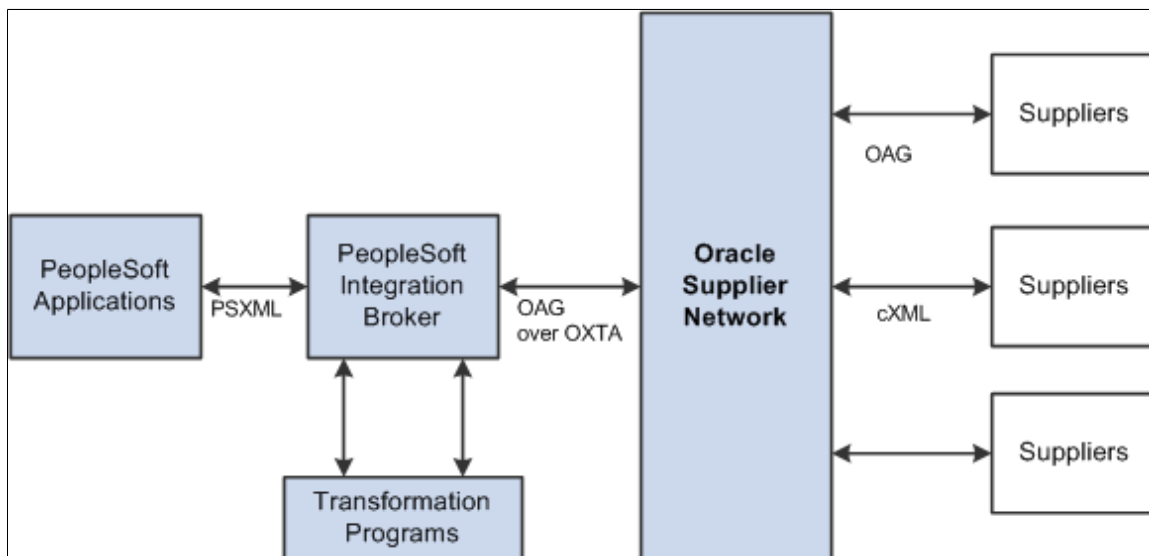 PeopleSoft
Applications
PSXML
PeopleSoft
Integration
Broker
OAG
over OXTA
Transformation
Programs
Oracle
Supplier
Network
OAG
cXML
Suppliers
Suppliers
Suppliers